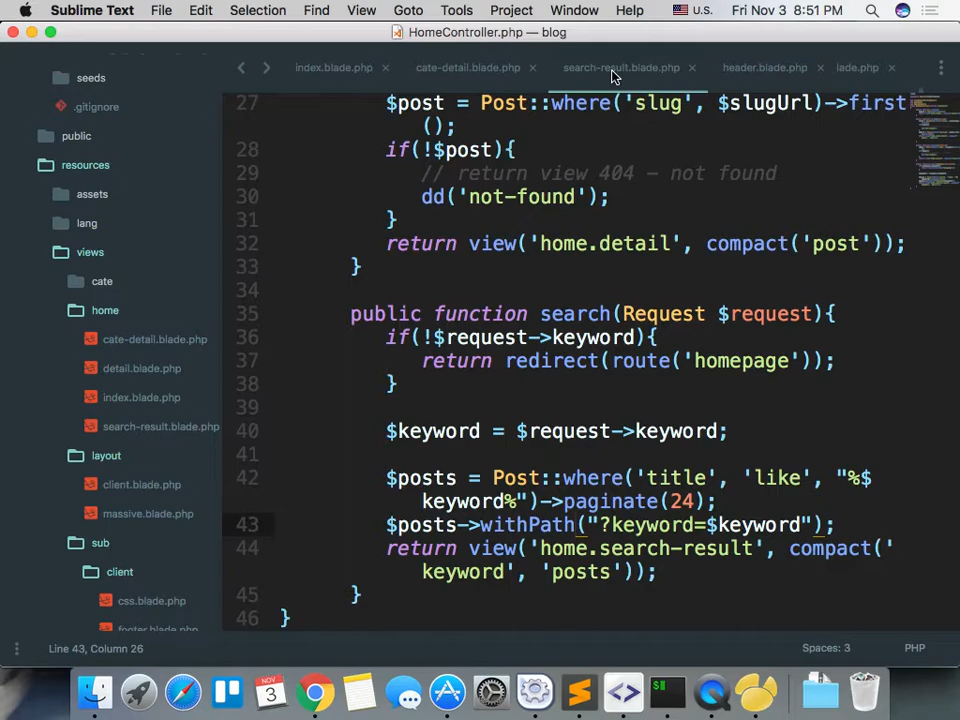 Sublime Text File Edit Selection Find View Goto Tools Project Window Help U.S. Fri Nov 3 8:51 PM
HomeController.php — blog
index.blade.php × cate-detail.blade.php × search-result.blade.php × header.blade.php × lade.php ×
seeds
.gitignore
public
resources
assets
lang
views
cate
home
cate-detail.blade.php
detail.blade.php
index.blade.php
search-result.blade.php
layout
client.blade.php
massive.blade.php
sub
client
css.blade.php
footer.blade.php
27 $post = Post::where('slug', $slugUrl)->first
();
28 if(!$post){
29 // return view 404 – not found
30 dd('not-found');
31 }
32 return view('home.detail', compact('post'));
33 }
34
35 public function search(Request $request){
36 if(!$request->keyword){
37 return redirect(route('homepage'));
38 }
39
40 $keyword = $request->keyword;
41
42 $posts = Post::where('title', 'like', "%$
keyword%")->paginate(24);
43 $posts->withPath("?keyword=$keyword");
44 return view('home.search-result', compact('
keyword', 'posts'));
45 }
46 }
Line 43, Column 26 Spaces: 3 PHP
NOV
3